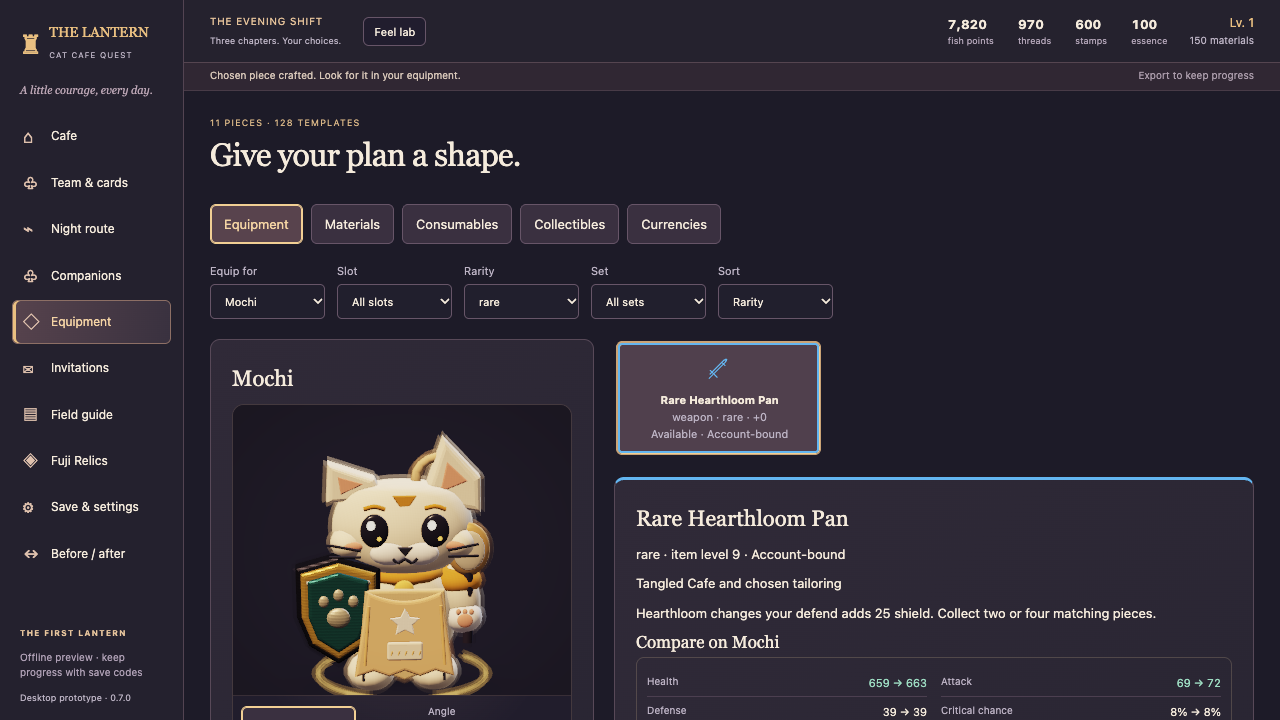 THE LANTERN
CAT CAFE QUEST
A little courage, every day.
Cafe
Team & cards
Night route
Companions
Equipment
Invitations
Field guide
Fuji Relics
Save & settings
Before / after
THE FIRST LANTERN
Offline preview · keep
progress with save codes
Desktop prototype · 0.7.0
THE EVENING SHIFT
Three chapters. Your choices.
Feel lab
7,820
fish points
970
threads
600
stamps
100
essence
Lv. 1
150 materials
Chosen piece crafted. Look for it in your equipment.
Export to keep progress
11 PIECES · 128 TEMPLATES
Give your plan a shape.
Equipment
Materials
Consumables
Collectibles
Currencies
Equip for
Slot
Rarity
Set
Sort
Mochi
All slots
rare
All sets
Rarity
Mochi
Angle
Rare Hearthloom Pan
weapon · rare · +0
Available · Account-bound
Rare Hearthloom Pan
rare · item level 9 · Account-bound
Tangled Cafe and chosen tailoring
Hearthloom changes your defend adds 25 shield. Collect two or four matching pieces.
Compare on Mochi
Health 659 → 663
Attack 69 → 72
Defense 39 → 39
Critical chance 8% → 8%